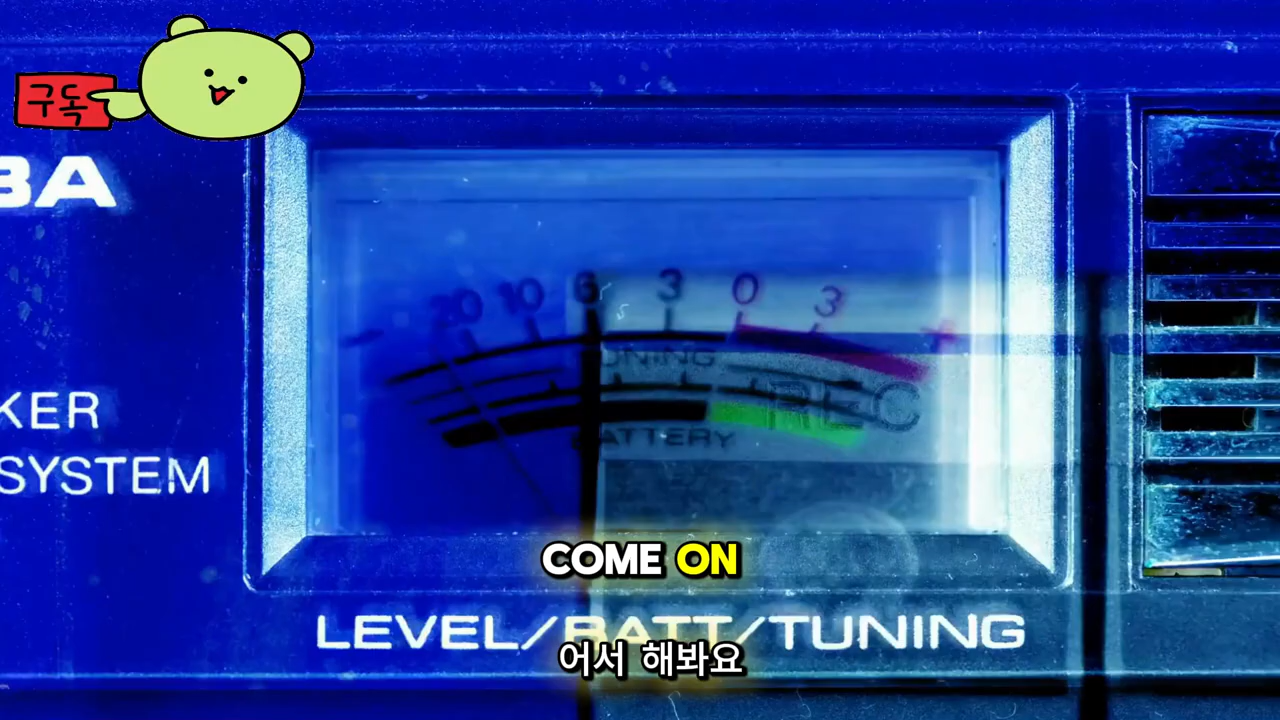 구독
BA
20 10 6 3 0 3
- +
TUNING
REC
BATTERY
KER
SYSTEM
COME ON
LEVEL/BATT/TUNING
어서 해봐요